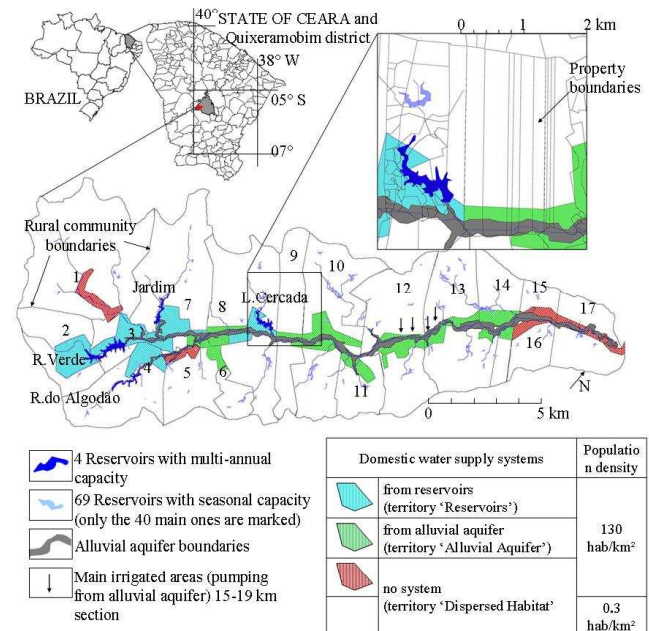 40°
STATE OF CEARA and
Quixeramobim district
38° W
BRAZIL
05° S
07°
0 1 2 km
Property
boundaries
Rural community
boundaries
1
Jardim
7
8
L.Cercada
9
10
12
13
14
15
17
2
3
R.Verde
4
5
6
11
16
R.do Algodão
N
0 5 km
4 Reservoirs with multi-annual
capacity
69 Reservoirs with seasonal capacity
(only the 40 main ones are marked)
Alluvial aquifer boundaries
Main irrigated areas (pumping
from alluvial aquifer) 15-19 km
section
Domestic water supply systems
Populatio
n density
from reservoirs
(territory ‘Reservoirs’)
from alluvial aquifer
(territory ‘Alluvial Aquifer’)
130
hab/km²
no system
(territory ‘Dispersed Habitat’
0.3
hab/km²